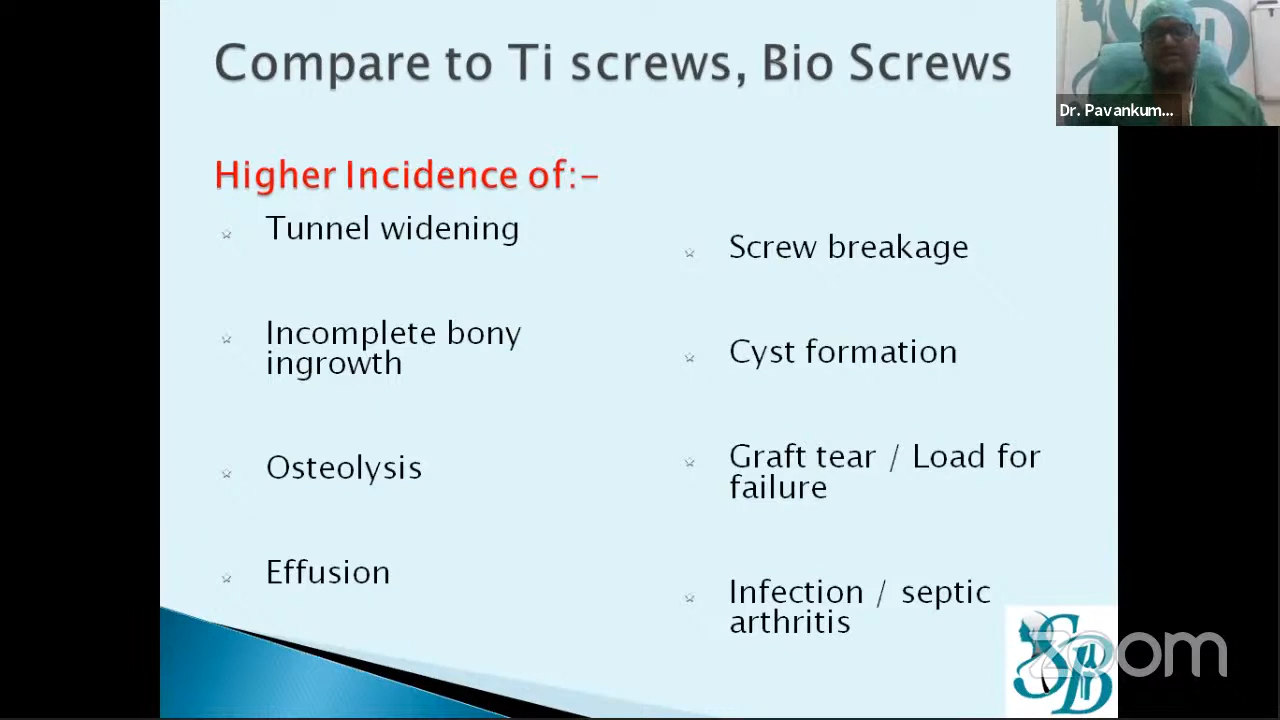 Compare to Ti screws, Bio Screws
Dr. Pavankum...
Higher Incidence of:-
Tunnel widening
Incomplete bony
ingrowth
Osteolysis
Effusion
Screw breakage
Cyst formation
Graft tear / Load for
failure
Infection / septic
arthritis
zoom